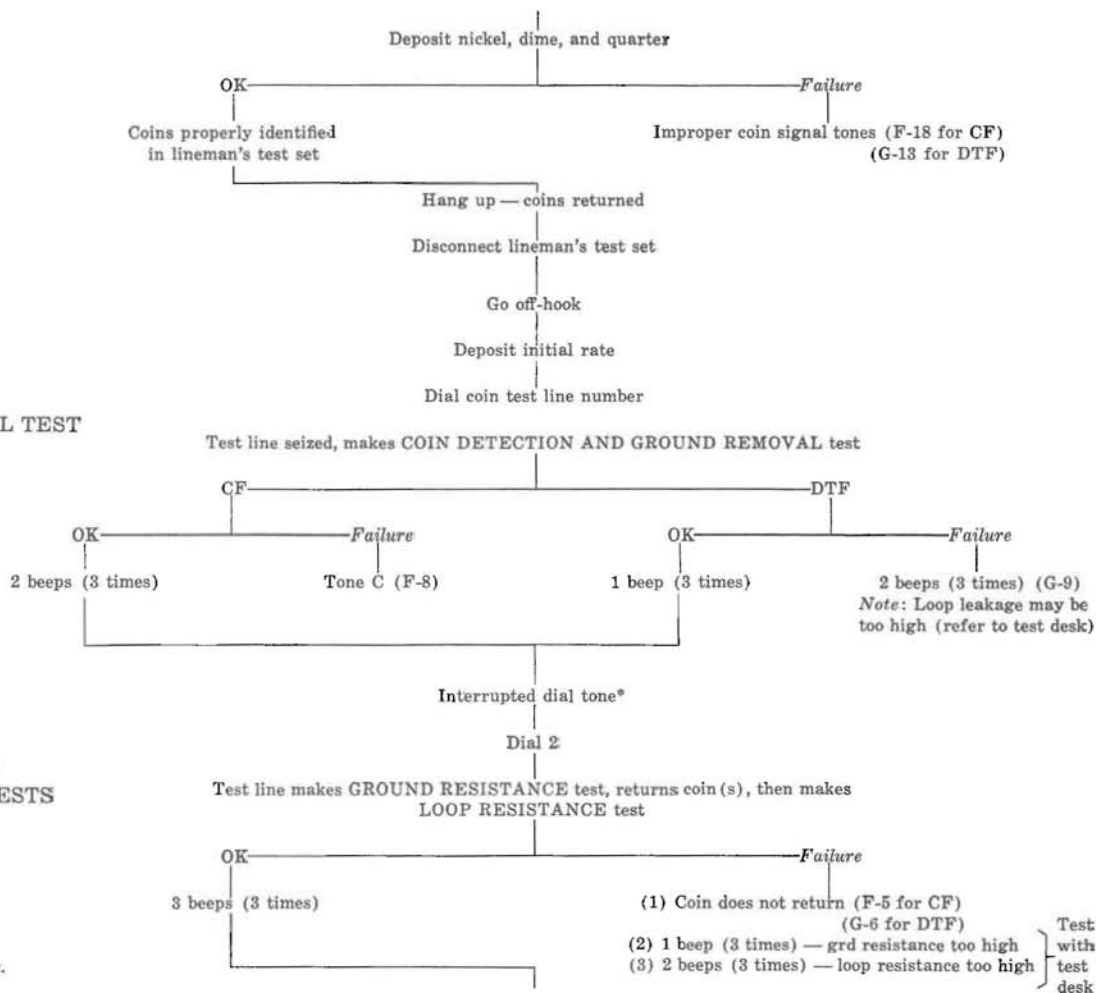 Deposit nickel, dime, and quarter
OK
Failure
Coins properly identified
in lineman's test set
Improper coin signal tones (F-18 for CF)
(G-13 for DTF)
Hang up — coins returned
Disconnect lineman's test set
Go off-hook
Deposit initial rate
Dial coin test line number
L TEST
Test line seized, makes COIN DETECTION AND GROUND REMOVAL test
CF
DTF
OK
Failure
OK
Failure
2 beeps (3 times)
Tone C (F-8)
1 beep (3 times)
2 beeps (3 times) (G-9)
Note: Loop leakage may be
too high (refer to test desk)
Interrupted dial tone*
Dial 2
ESTS
Test line makes GROUND RESISTANCE test, returns coin(s), then makes
LOOP RESISTANCE test
OK
Failure
3 beeps (3 times)
(1) Coin does not return (F-5 for CF)
(G-6 for DTF)
(2) 1 beep (3 times) — grd resistance too high
(3) 2 beeps (3 times) — loop resistance too high
Test
with
test
desk